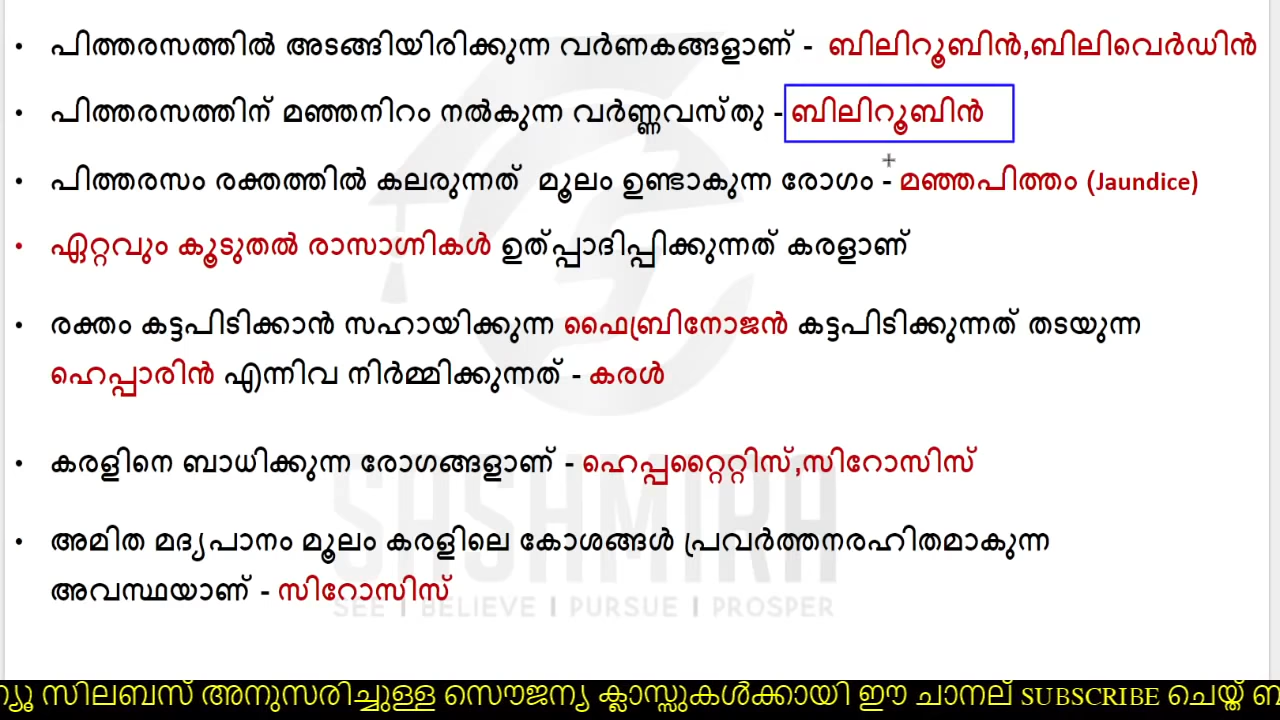 • പിത്തരസത്തിൽ അടങ്ങിയിരിക്കുന്ന വർണകങ്ങളാണ് - ബിലിറൂബിൻ,ബിലിവെർഡിൻ
• പിത്തരസത്തിന് മഞ്ഞനിറം നൽകുന്ന വർണ്ണവസ്തു - ബിലിറൂബിൻ
• പിത്തരസം രക്തത്തിൽ കലരുന്നത് മൂലം ഉണ്ടാകുന്ന രോഗം - മഞ്ഞപിത്തം (Jaundice)
• ഏറ്റവും കൂടുതൽ രാസാഗ്നികൾ ഉത്പ്പാദിപ്പിക്കുന്നത് കരളാണ്
• രക്തം കട്ടപിടിക്കാൻ സഹായിക്കുന്ന ഫൈബ്രിനോജൻ കട്ടപിടിക്കുന്നത് തടയുന്ന
ഹെപ്പാരിൻ എന്നിവ നിർമ്മിക്കുന്നത് - കരൾ
• കരളിനെ ബാധിക്കുന്ന രോഗങ്ങളാണ് - ഹെപ്പറ്റൈറ്റിസ്,സിറോസിസ്
SASHMIRA
• അമിത മദ്യപാനം മൂലം കരളിലെ കോശങ്ങൾ പ്രവർത്തനരഹിതമാകുന്ന
അവസ്ഥയാണ് - സിറോസിസ്
SEE | BELIEVE | PURSUE | PROSPER
ന്യൂ സിലബസ് അനുസരിച്ചുള്ള സൌജന്യ ക്ലാസ്സുകൾക്കായി ഈ ചാനല് SUBSCRIBE ചെയ്ത്